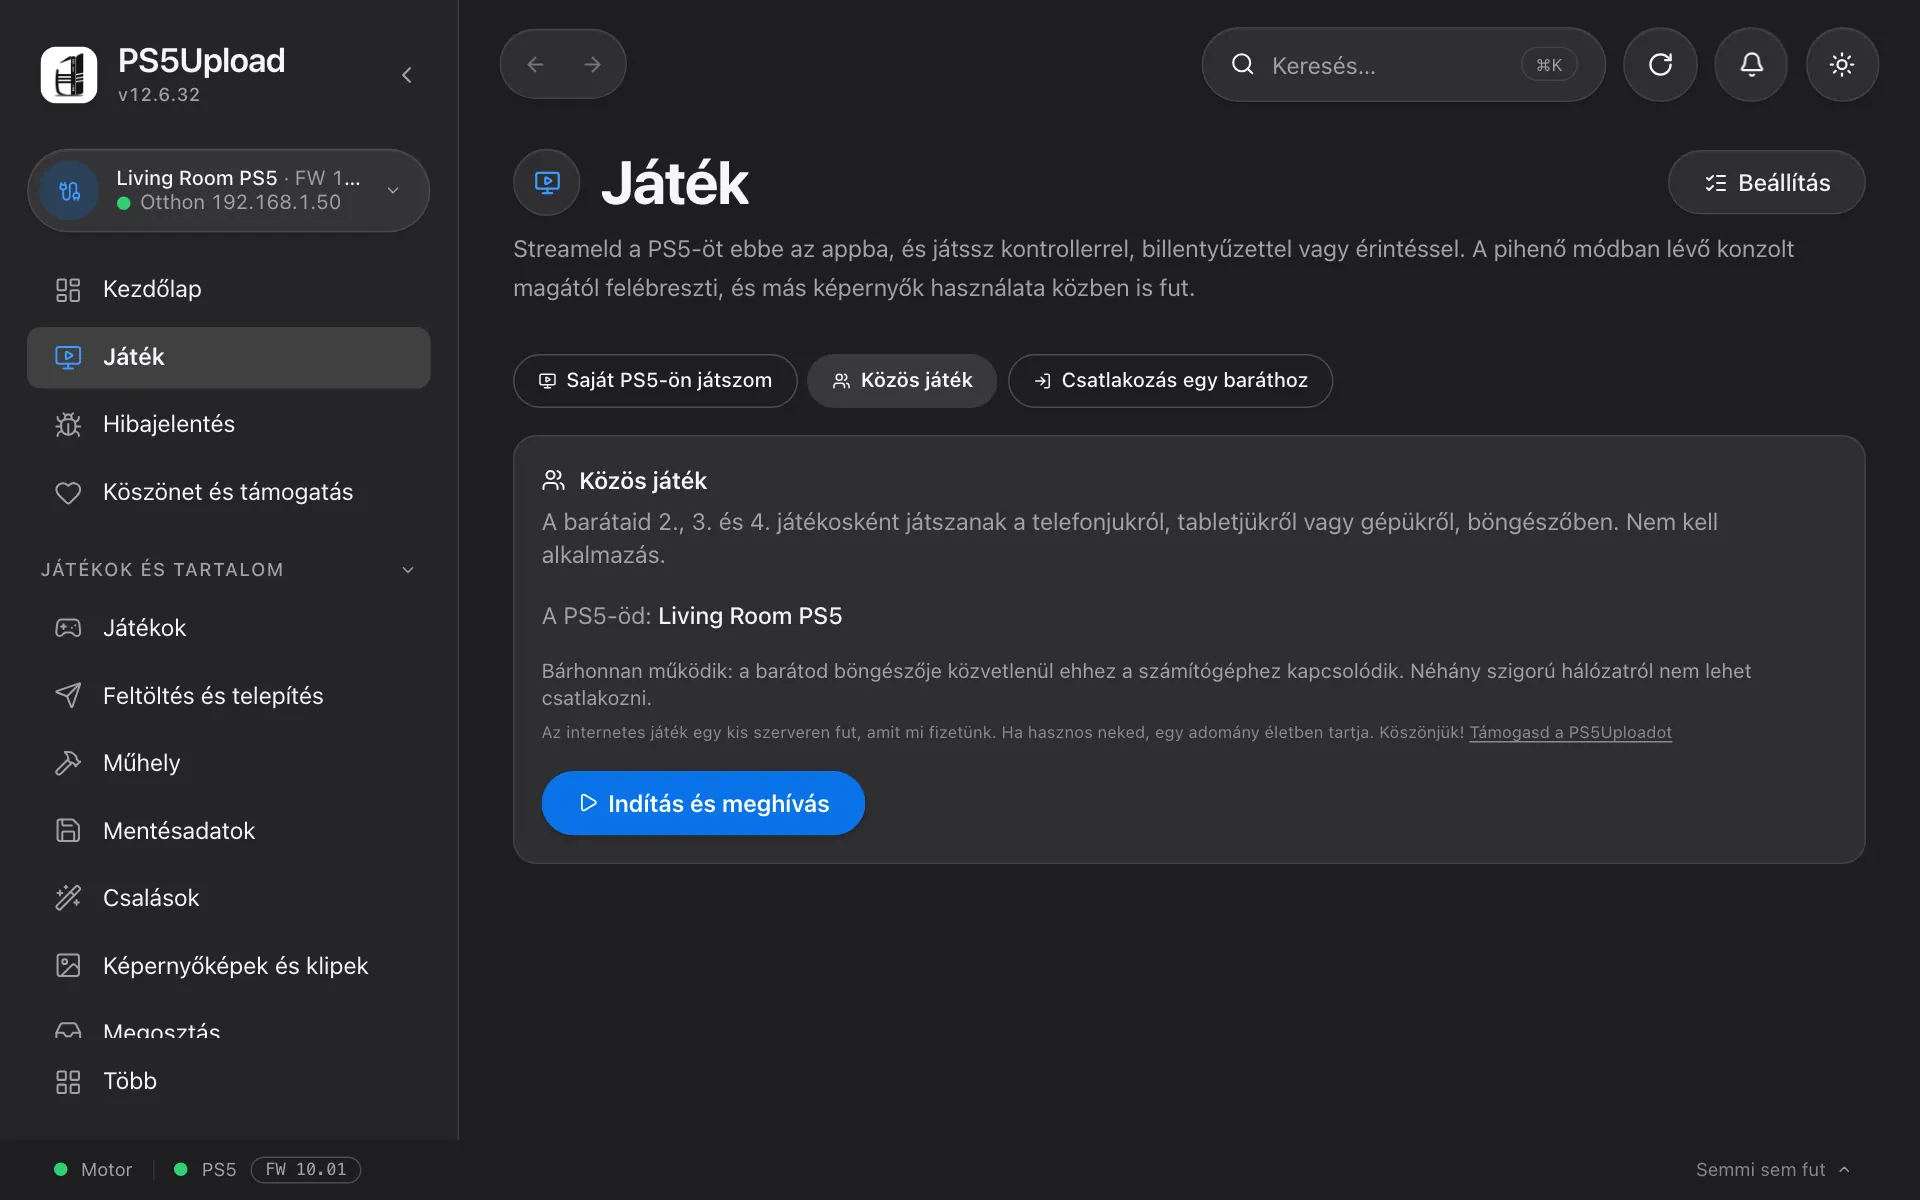 PS5Upload
v12.6.32
Living Room PS5 · FW 1...
Otthon 192.168.1.50
Kezdőlap
Játék
Hibajelentés
Köszönet és támogatás
JÁTÉKOK ÉS TARTALOM
Játékok
Feltöltés és telepítés
Műhely
Mentésadatok
Csalások
Képernyőképek és klipek
Megosztás
Több
Keresés...
⌘K
Játék
Beállítás
Streameld a PS5-öt ebbe az appba, és játssz kontrollerrel, billentyűzettel vagy érintéssel. A pihenő módban lévő konzolt
magától felébreszti, és más képernyők használata közben is fut.
Saját PS5-ön játszom
Közös játék
Csatlakozás egy baráthoz
Közös játék
A barátaid 2., 3. és 4. játékosként játszanak a telefonjukról, tabletjükről vagy gépükről, böngészőben. Nem kell
alkalmazás.
A PS5-öd: Living Room PS5
Bárhonnan működik: a barátod böngészője közvetlenül ehhez a számítógéphez kapcsolódik. Néhány szigorú hálózatról nem lehet
csatlakozni.
Az internetes játék egy kis szerveren fut, amit mi fizetünk. Ha hasznos neked, egy adomány életben tartja. Köszönjük! Támogasd a PS5Uploadot
Indítás és meghívás
Motor
PS5
FW 10.01
Semmi sem fut